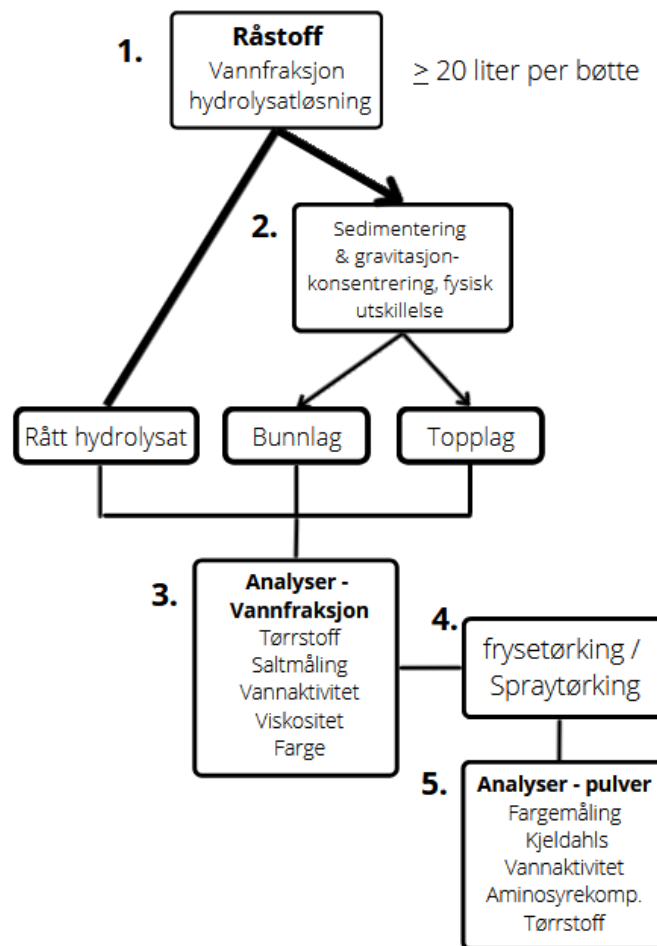 1.
Råstoff
Vannfraksjon
hydrolysatløsning
≥ 20 liter per bøtte
2.
Sedimentering
& gravitasjon-
konsentrering, fysisk
utskillelse
Rått hydrolysat
Bunnlag
Topplag
3.
Analyser -
Vannfraksjon
Tørrstoff
Saltmåling
Vannaktivitet
Viskositet
Farge
4.
frysetørking /
Spraytørking
5.
Analyser - pulver
Fargemåling
Kjeldahls
Vannaktivitet
Aminosyrekomp.
Tørrstoff